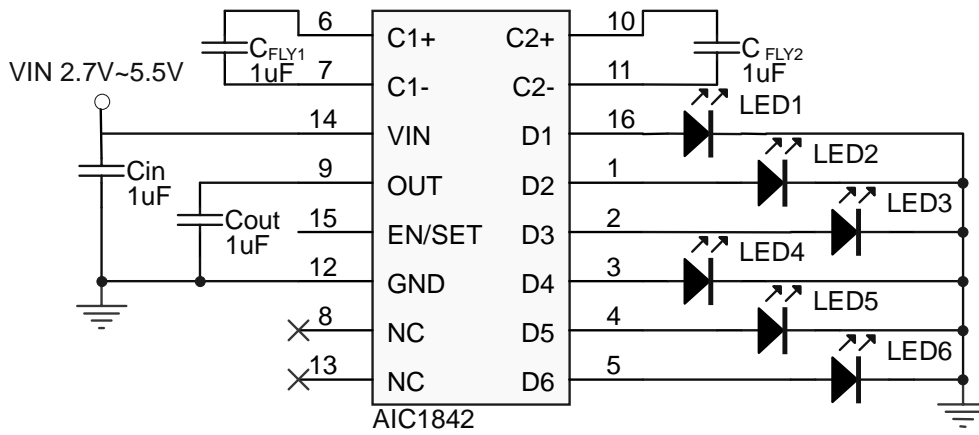 6 C1+ C2+ 10
CFLY1
1uF
CFLY2
1uF
7 C1- C2- 11
VIN 2.7V~5.5V
LED1
14 VIN D1 16
Cin
1uF
LED2
9 OUT D2 1
Cout
1uF
LED3
15 EN/SET D3 2
LED4
12 GND D4 3
LED5
8 NC D5 4
LED6
13 NC D6 5
AIC1842